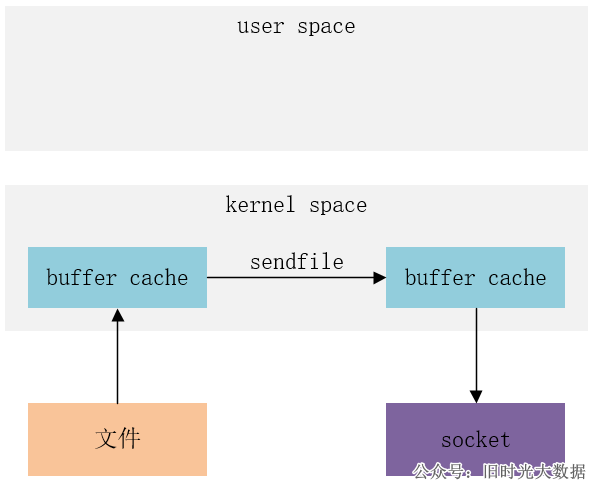 user space
kernel space
sendfile
buffer cache
buffer cache
文件
socket
公众号：旧时光大数据